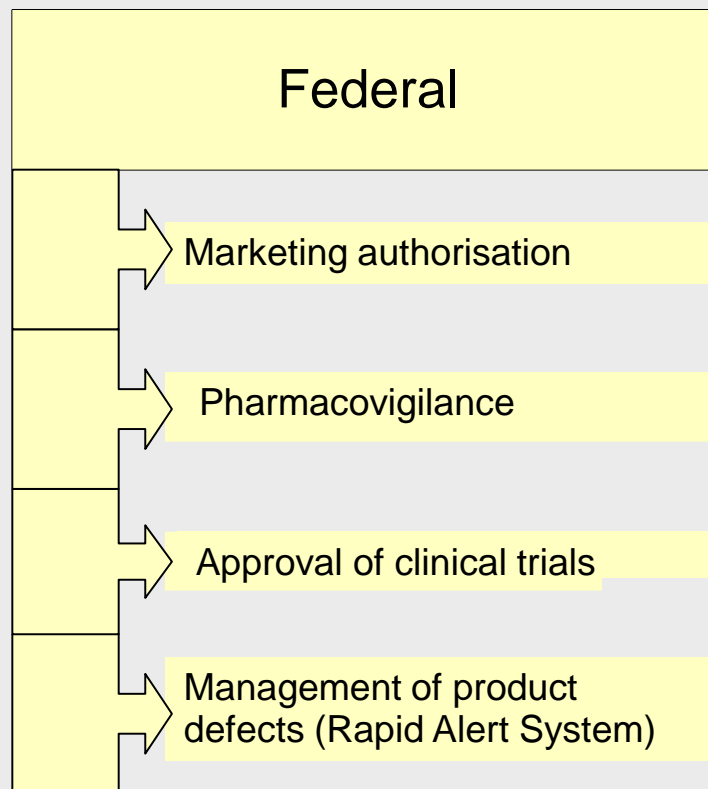 Federal
Marketing authorisation
Pharmacovigilance
Approval of clinical trials
Management of product
defects (Rapid Alert System)